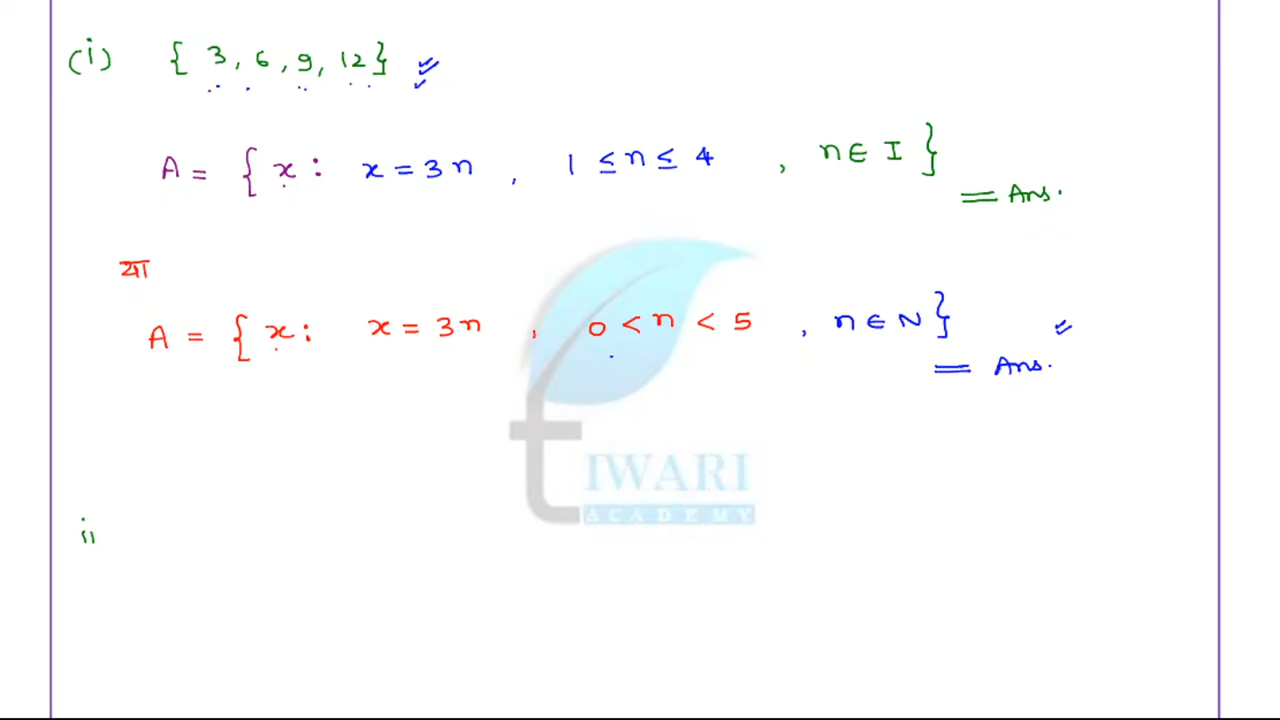 (i) { 3, 6, 9, 12}
A = { x : x = 3n , 1 ≤ n ≤ 4 , n ∈ I }
= Ans.
या
A = { x : x = 3n , 0 < n < 5 , n ∈ N }
= Ans.
TIWARI
ACADEMY
ii